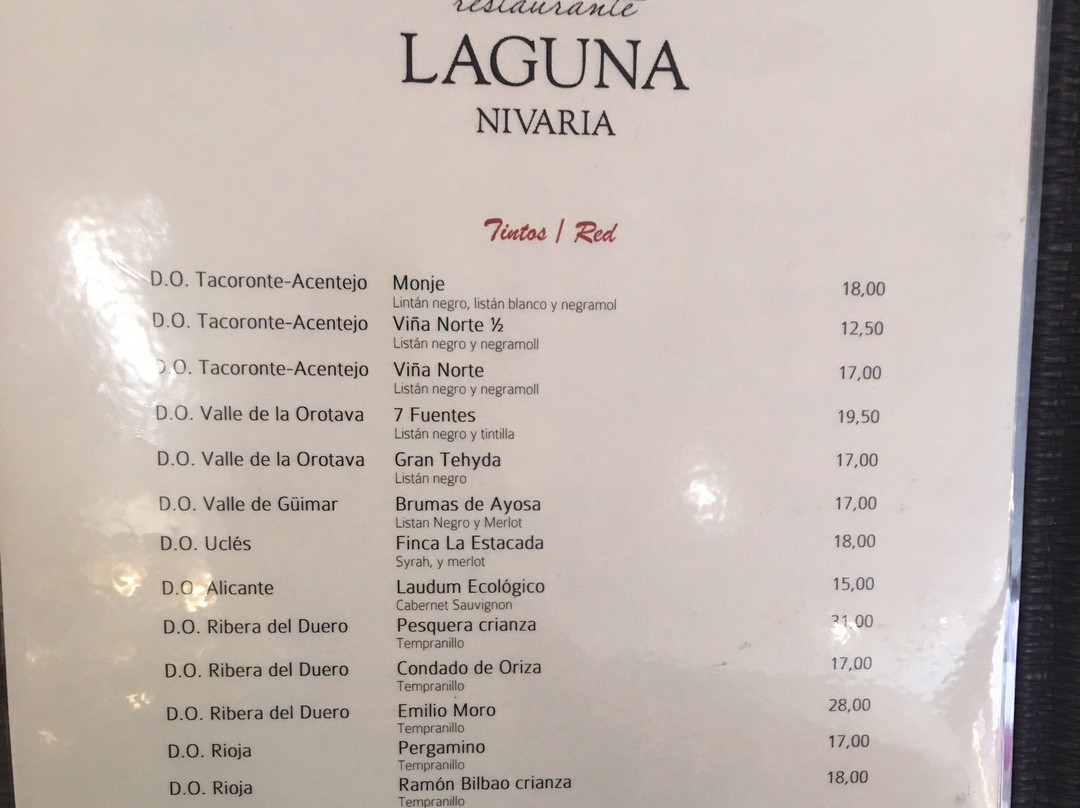 restaurante
LAGUNA
NIVARIA
Tintos / Red
D.O. Tacoronte-Acentejo Monje 18,00
Lintán negro, listán blanco y negramol
D.O. Tacoronte-Acentejo Viña Norte ½ 12,50
Listán negro y negramoll
D.O. Tacoronte-Acentejo Viña Norte 17,00
Listán negro y negramoll
D.O. Valle de la Orotava 7 Fuentes 19,50
Listán negro y tintilla
D.O. Valle de la Orotava Gran Tehyda 17,00
Listán negro
D.O. Valle de Güimar Brumas de Ayosa 17,00
Listan Negro y Merlot
D.O. Uclés Finca La Estacada 18,00
Syrah, y merlot
D.O. Alicante Laudum Ecológico 15,00
Cabernet Sauvignon
D.O. Ribera del Duero Pesquera crianza 31,00
Tempranillo
D.O. Ribera del Duero Condado de Oriza 17,00
Tempranillo
D.O. Ribera del Duero Emilio Moro 28,00
Tempranillo
D.O. Rioja Pergamino 17,00
Tempranillo
D.O. Rioja Ramón Bilbao crianza 18,00
Tempranillo